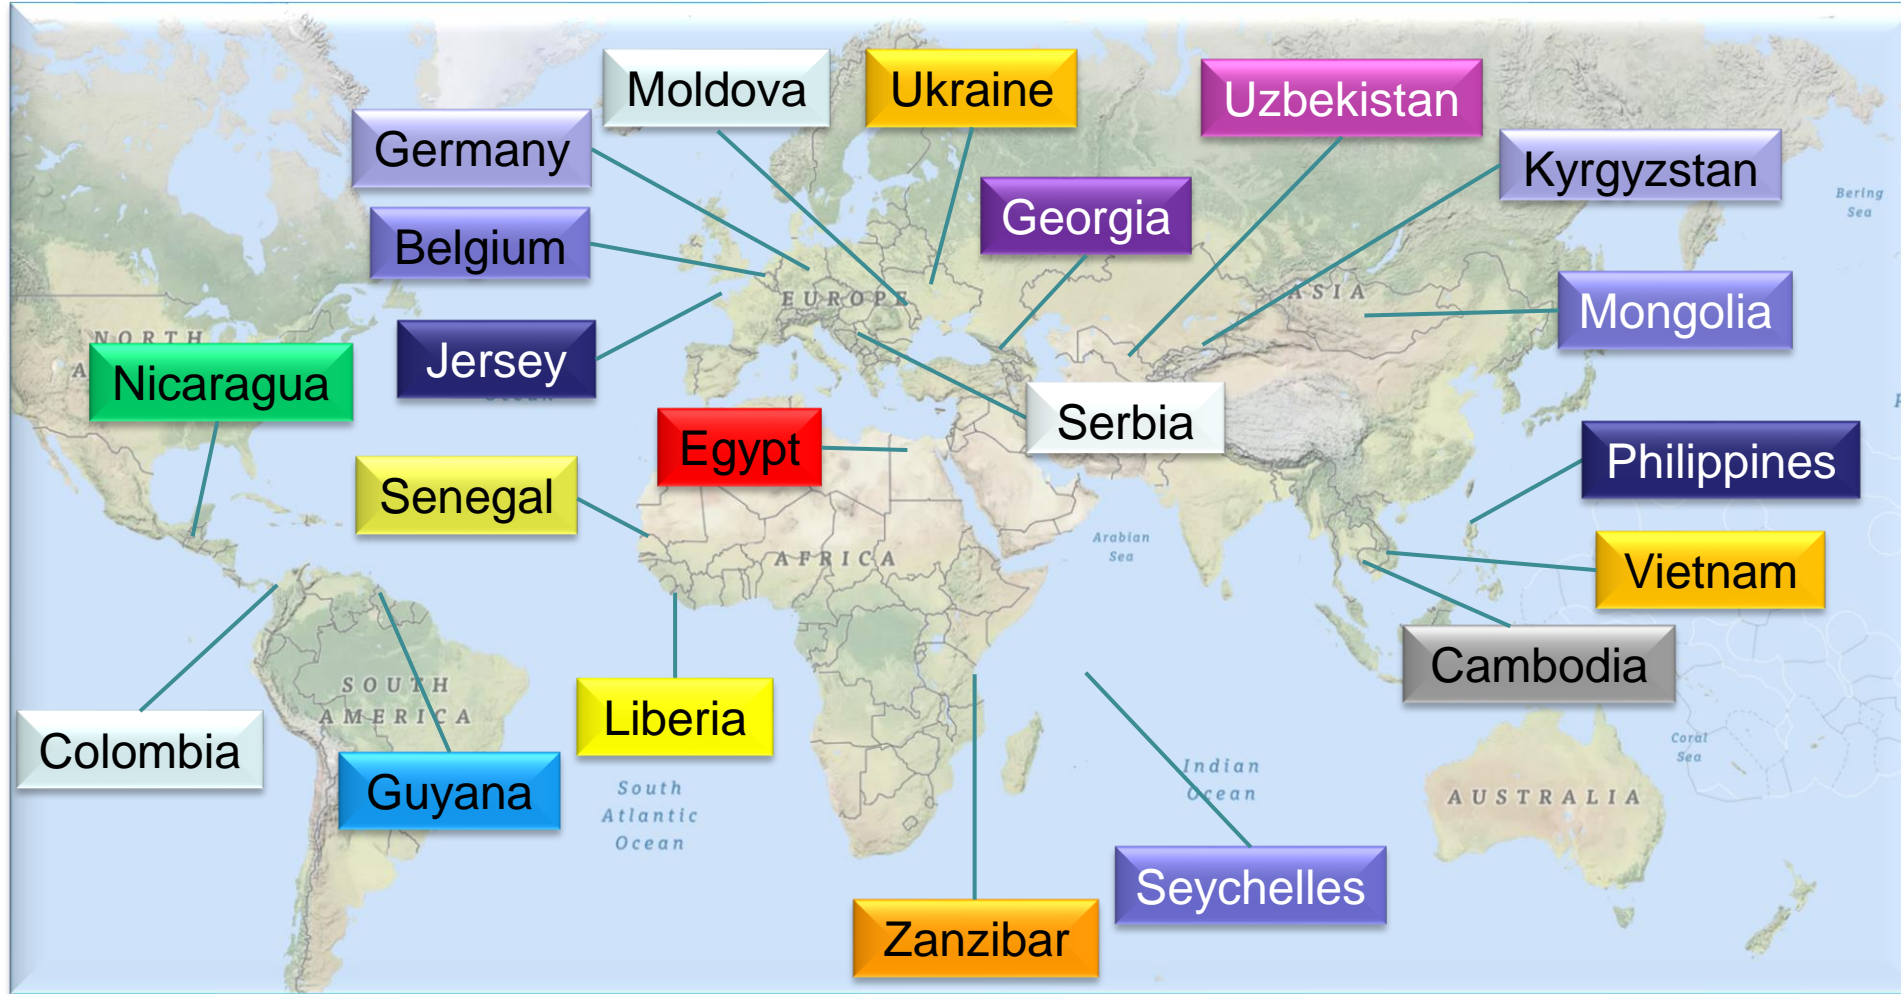 Moldova
Ukraine
Uzbekistan
Germany
Kyrgyzstan
Georgia
Belgium
Bering
Sea
EUROPE
ASIA
Mongolia
NORTH
Jersey
Nicaragua
Ocean
Serbia
Egypt
Philippines
Senegal
Arabian
Sea
AFRICA
Vietnam
Cambodia
SOUTH
AMERICA
Liberia
Colombia
Guyana
Coral
Sea
Indian
Ocean
South
Atlantic
Ocean
AUSTRALIA
Seychelles
Zanzibar